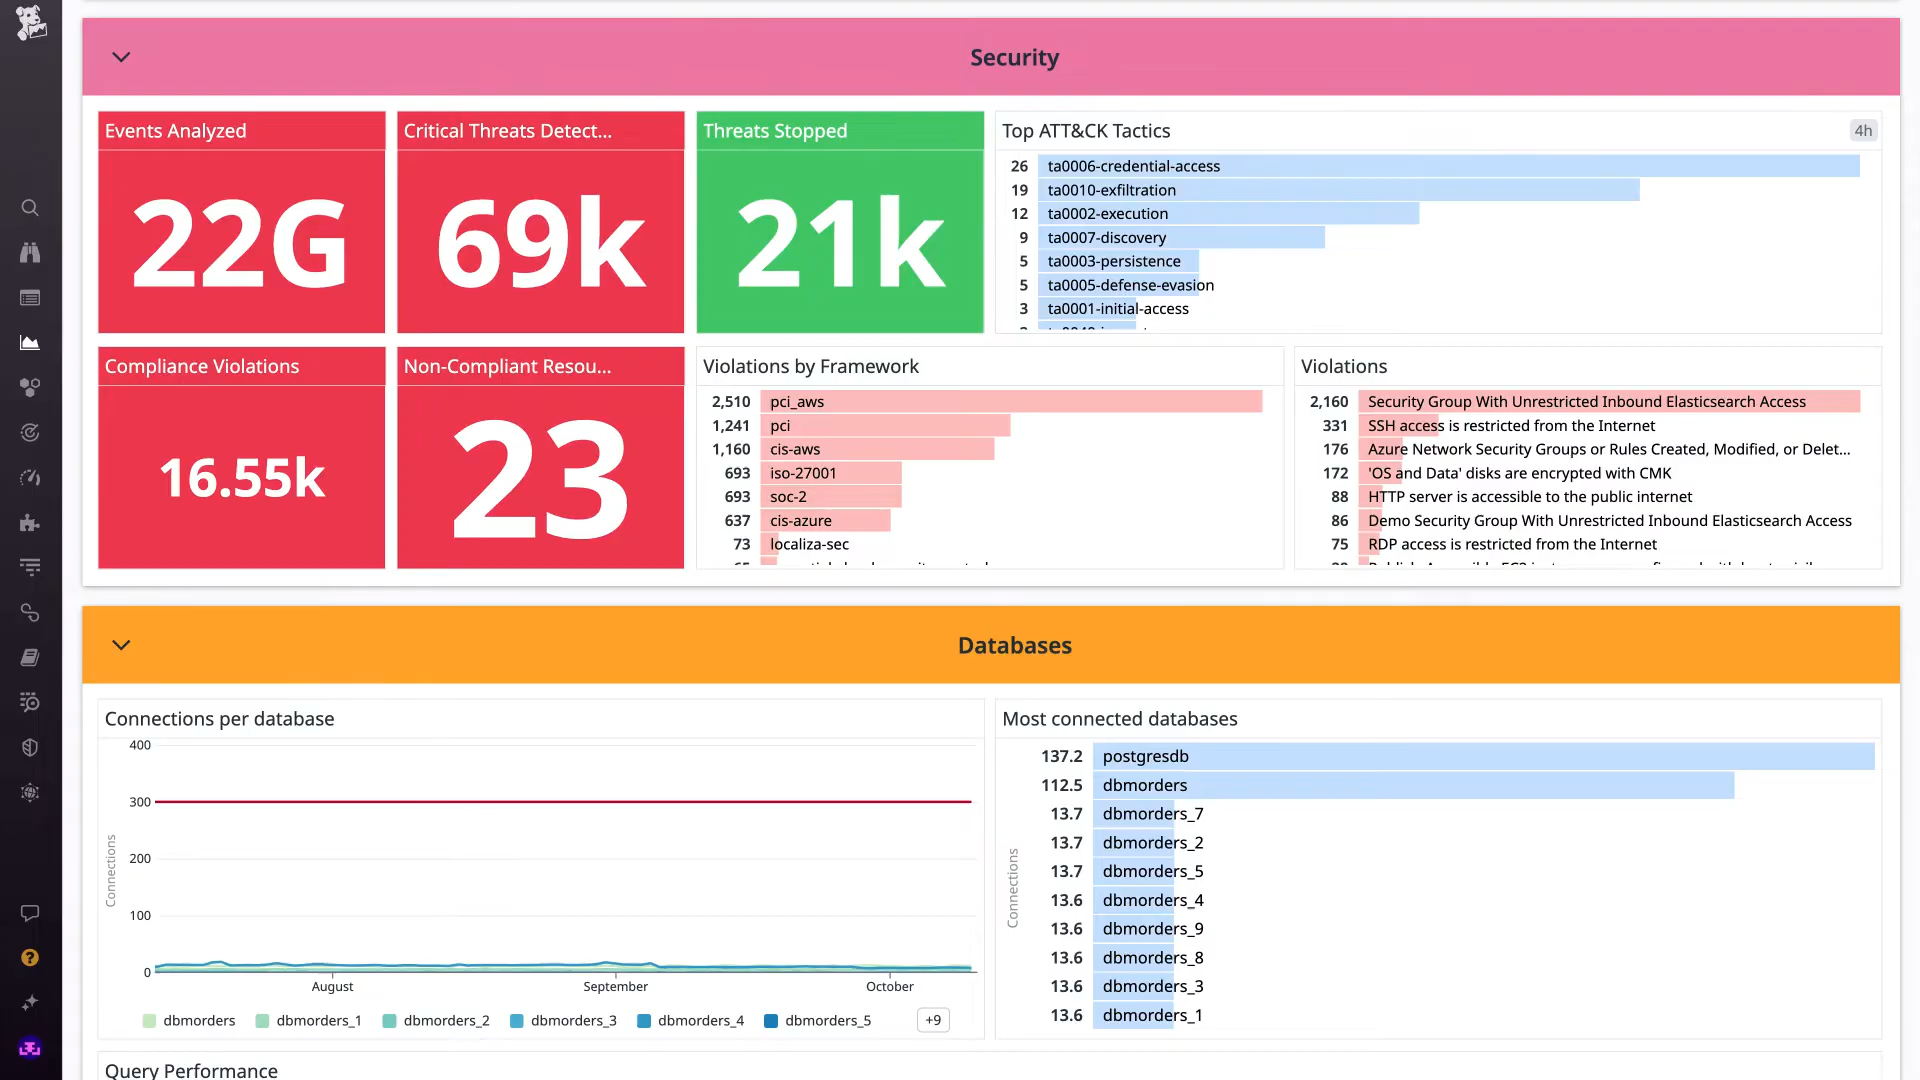 Security
Events Analyzed
22G
Critical Threats Detect...
69k
Threats Stopped
21k
Top ATT&CK Tactics
4h
26 ta0006-credential-access
19 ta0010-exfiltration
12 ta0002-execution
9 ta0007-discovery
5 ta0003-persistence
5 ta0005-defense-evasion
3 ta0001-initial-access
Compliance Violations
16.55k
Non-Compliant Resou...
23
Violations by Framework
2,510 pci_aws
1,241 pci
1,160 cis-aws
693 iso-27001
693 soc-2
637 cis-azure
73 localiza-sec
Violations
2,160 Security Group With Unrestricted Inbound Elasticsearch Access
331 SSH access is restricted from the Internet
176 Azure Network Security Groups or Rules Created, Modified, or Delet...
172 'OS and Data' disks are encrypted with CMK
88 HTTP server is accessible to the public internet
86 Demo Security Group With Unrestricted Inbound Elasticsearch Access
75 RDP access is restricted from the Internet
Databases
Connections per database
Connections
400
300
200
100
0
August September October
dbmorders dbmorders_1 dbmorders_2 dbmorders_3 dbmorders_4 dbmorders_5 +9
Most connected databases
Connections
137.2 postgresdb
112.5 dbmorders
13.7 dbmorders_7
13.7 dbmorders_2
13.7 dbmorders_5
13.6 dbmorders_4
13.6 dbmorders_9
13.6 dbmorders_8
13.6 dbmorders_3
13.6 dbmorders_1
Query Performance